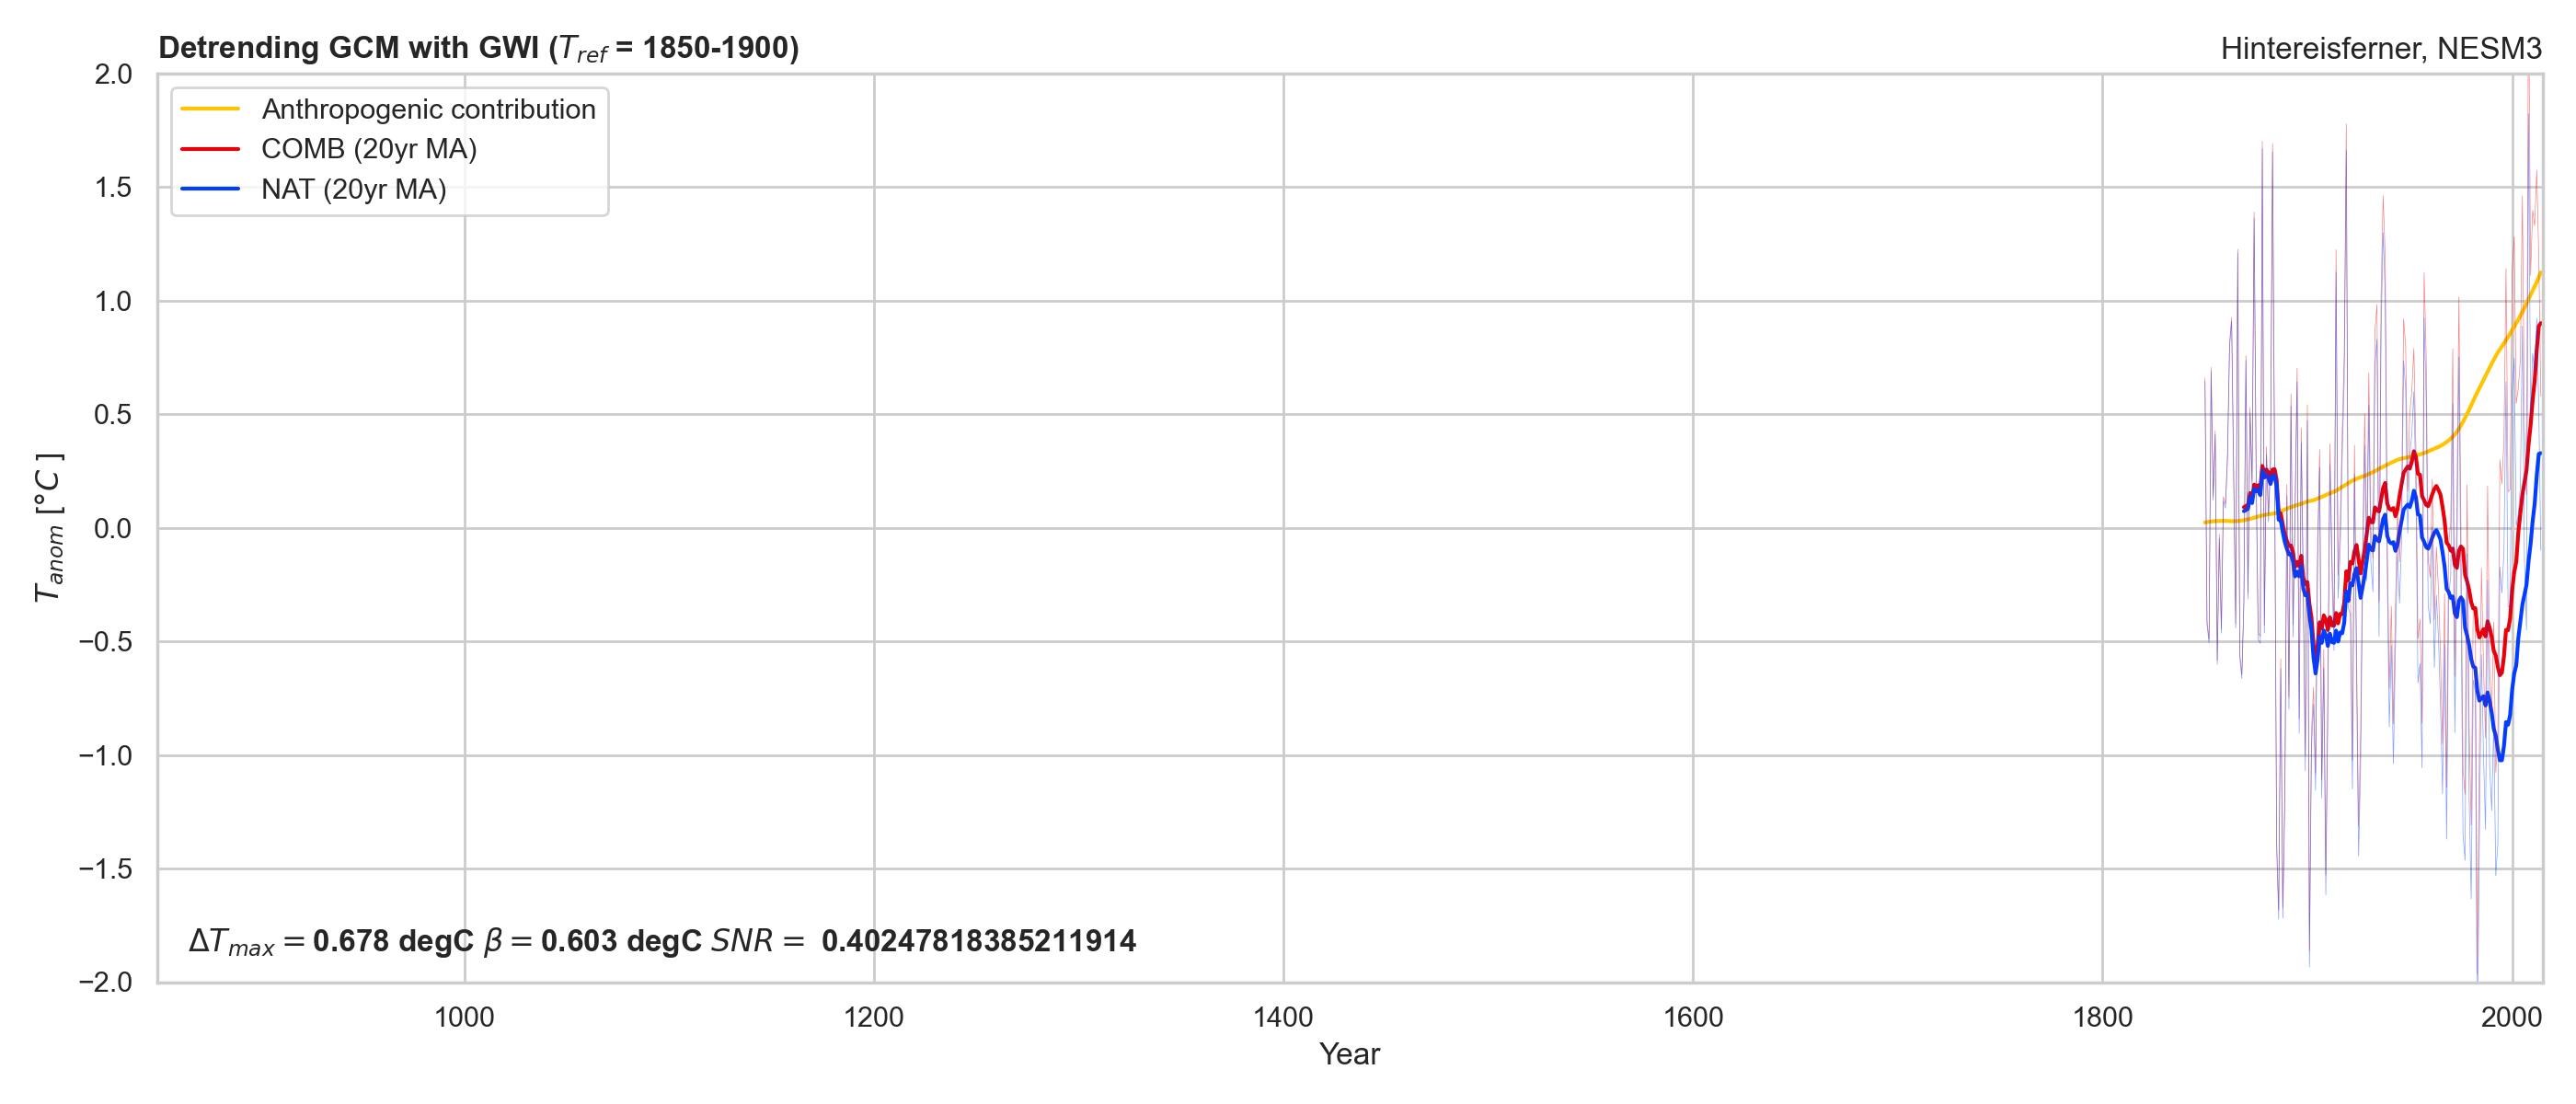 Detrending GCM with GWI (T_ref = 1850-1900)
Hintereisferner, NESM3
Anthropogenic contribution
COMB (20yr MA)
NAT (20yr MA)
2.0
1.5
1.0
0.5
0.0
−0.5
−1.0
−1.5
−2.0
T_anom [°C ]
ΔT_max = 0.678 degC β = 0.603 degC SNR = 0.40247818385211914
1000
1200
1400
1600
1800
2000
Year